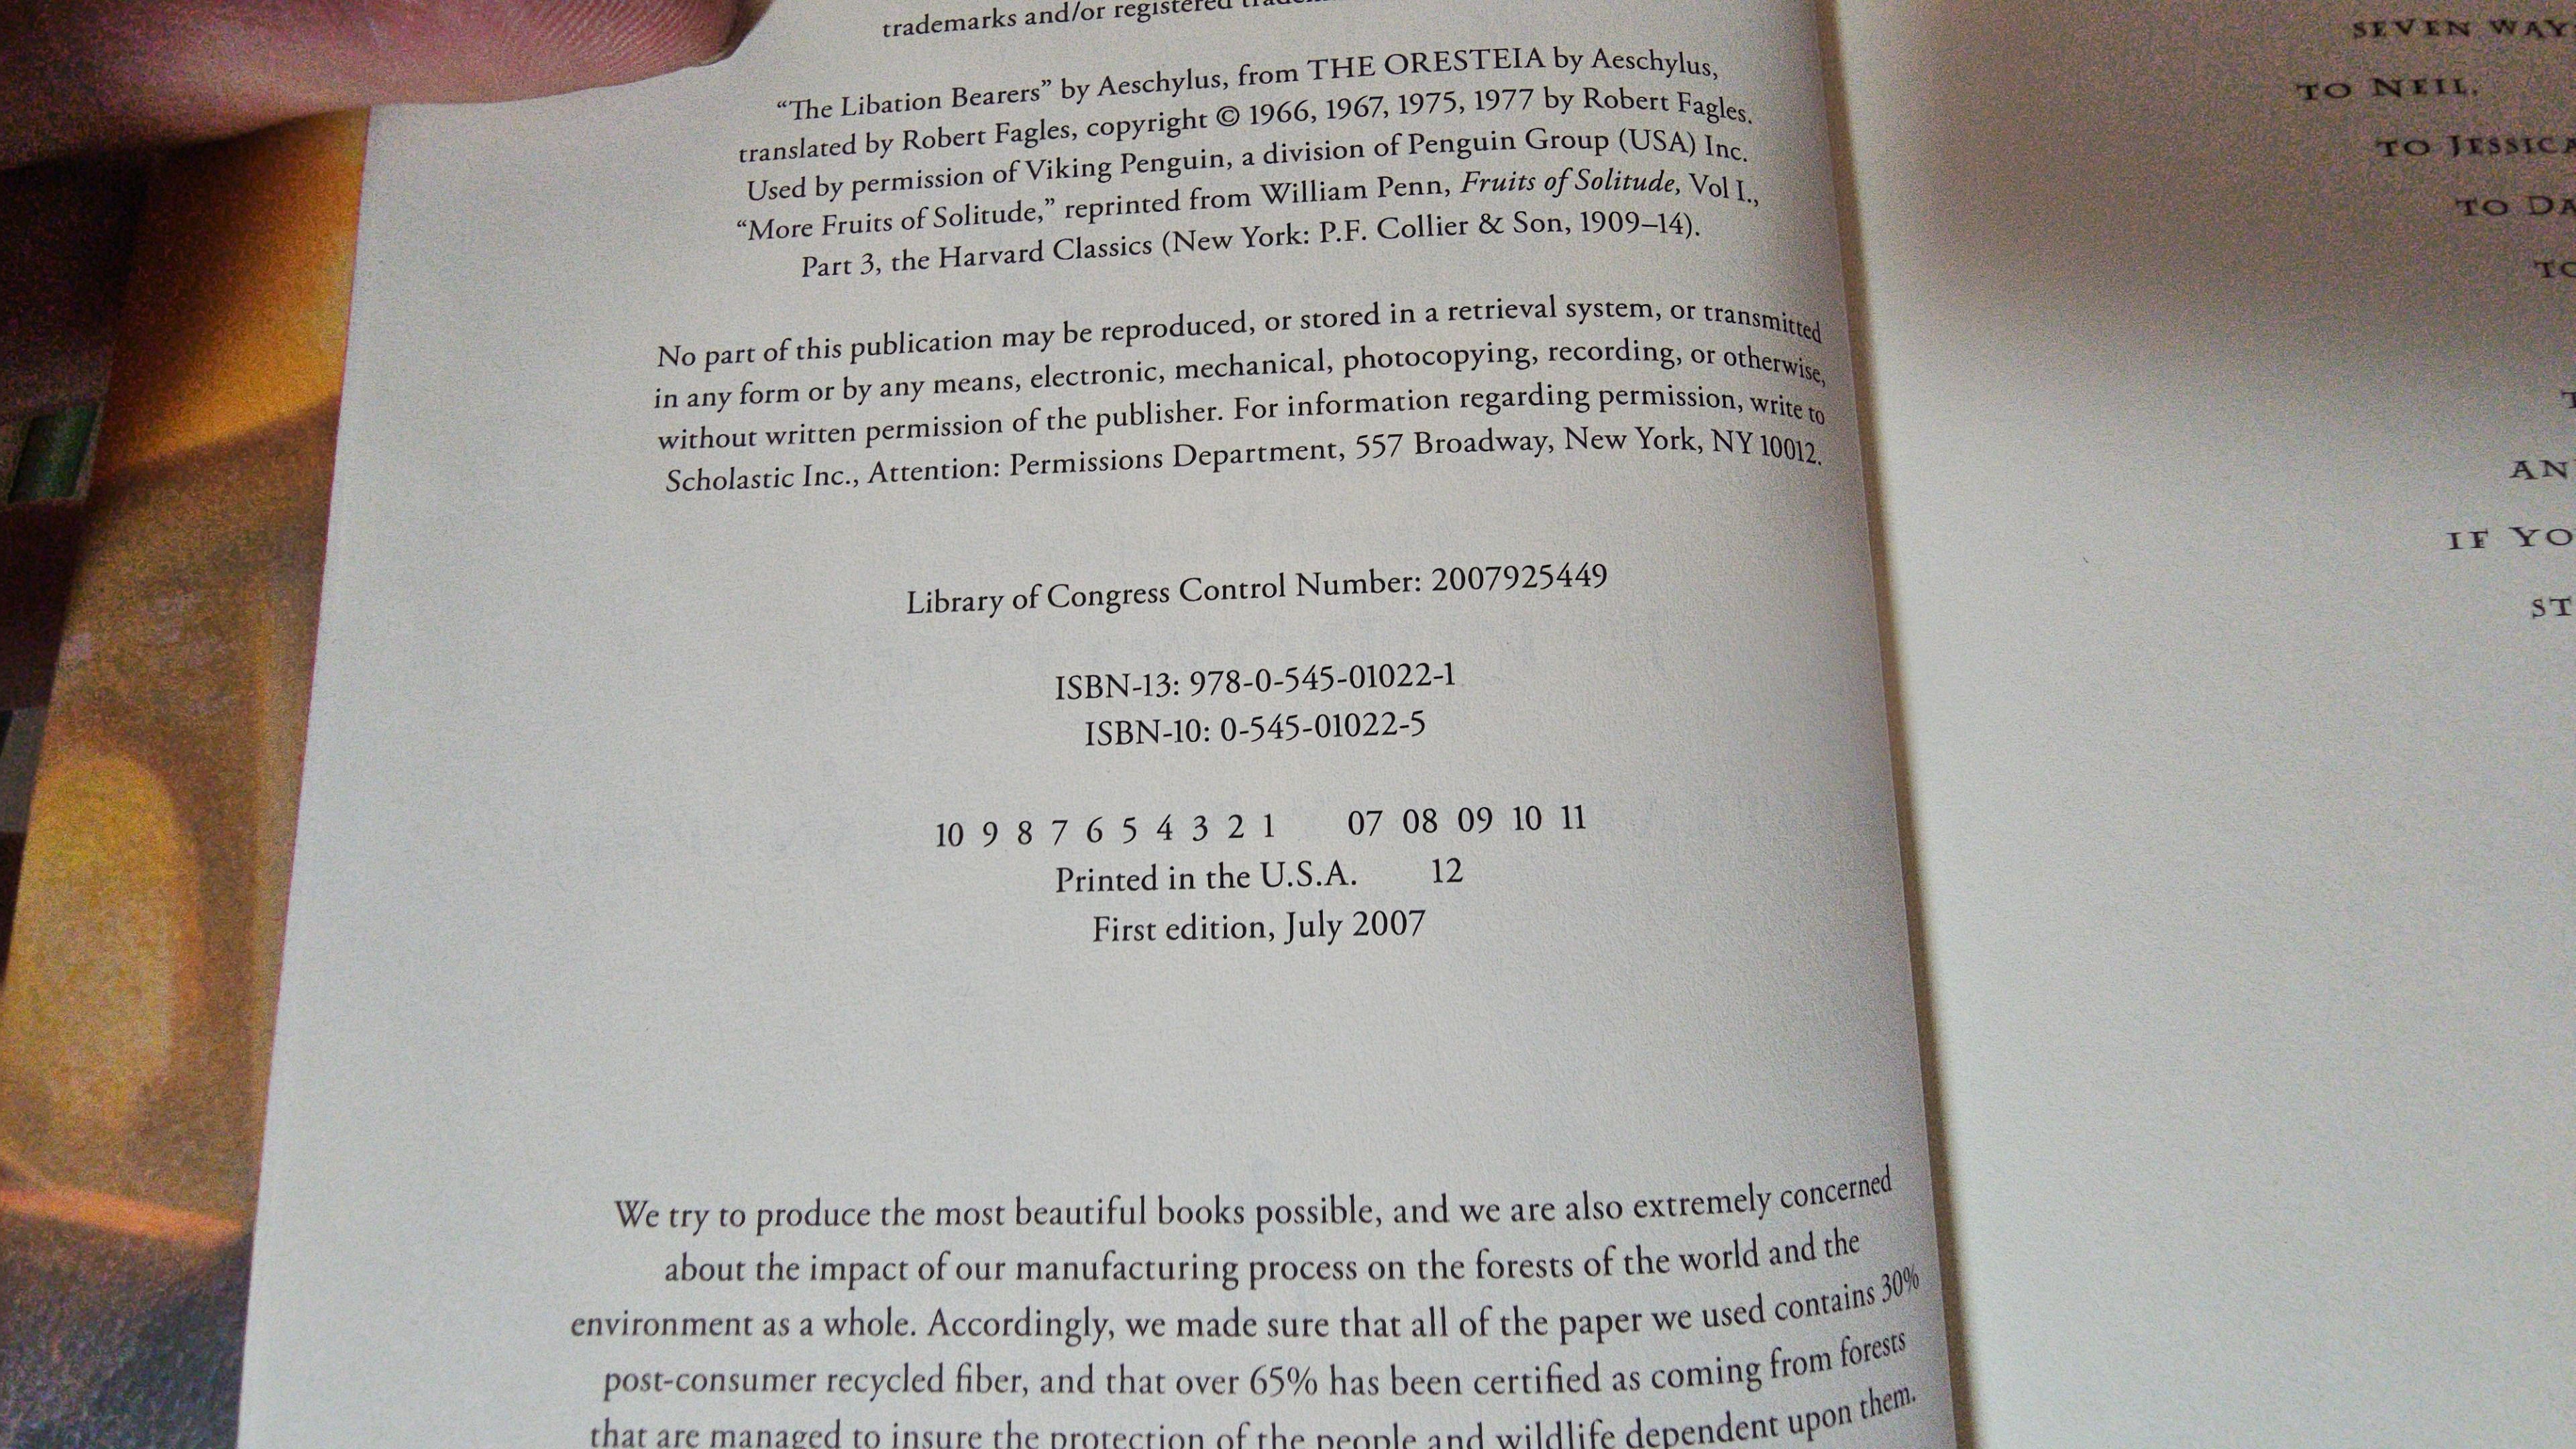 trademarks and/or registered
“The Libation Bearers” by Aeschylus, from THE ORESTEIA by Aeschylus,
translated by Robert Fagles, copyright © 1966, 1967, 1975, 1977 by Robert Fagles.
Used by permission of Viking Penguin, a division of Penguin Group (USA) Inc.
“More Fruits of Solitude,” reprinted from William Penn, Fruits of Solitude, Vol I.,
Part 3, the Harvard Classics (New York: P.F. Collier & Son, 1909–14).
No part of this publication may be reproduced, or stored in a retrieval system, or transmitted
in any form or by any means, electronic, mechanical, photocopying, recording, or otherwise,
without written permission of the publisher. For information regarding permission, write to
Scholastic Inc., Attention: Permissions Department, 557 Broadway, New York, NY 10012.
Library of Congress Control Number: 2007925449
ISBN-13: 978-0-545-01022-1
ISBN-10: 0-545-01022-5
10 9 8 7 6 5 4 3 2 1 07 08 09 10 11
Printed in the U.S.A. 12
First edition, July 2007
We try to produce the most beautiful books possible, and we are also extremely concerned
about the impact of our manufacturing process on the forests of the world and the
environment as a whole. Accordingly, we made sure that all of the paper we used contains 30%
post-consumer recycled fiber, and that over 65% has been certified as coming from forests
that are managed to insure the protection of the people and wildlife dependent upon them.
SEVEN WAY
TO NEIL,
TO JESSICA
TO DA
TO
AN
IF YO
ST